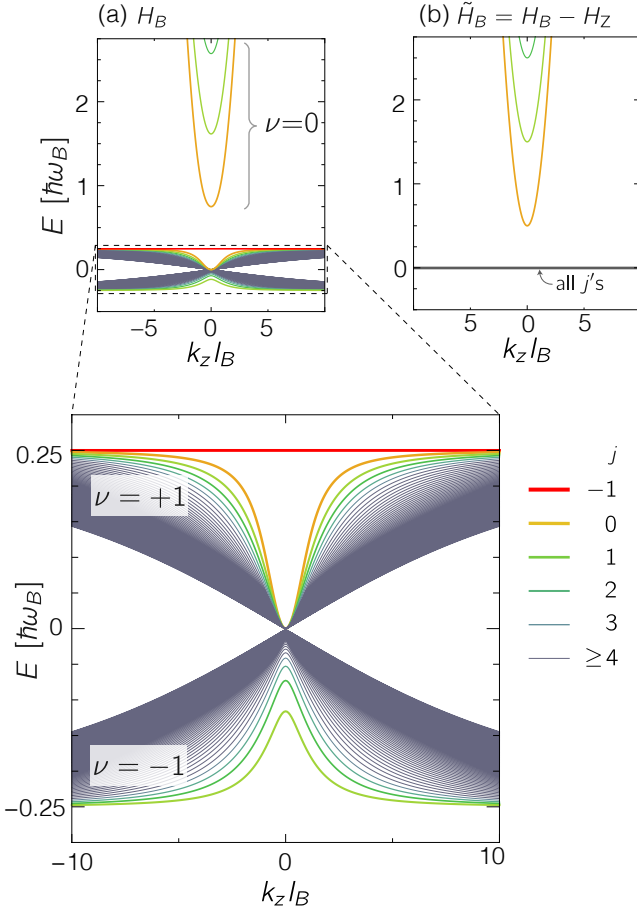 (a) H_B
(b) H̃_B = H_B − H_Z
E [ħω_B]
2
1
0
ν=0
−5 0 5
k_z l_B
2
1
0
all j's
5 0 5
k_z l_B
E [ħω_B]
0.25
0
−0.25
ν = +1
ν = −1
−10 0 10
k_z l_B
j
−1
0
1
2
3
≥4